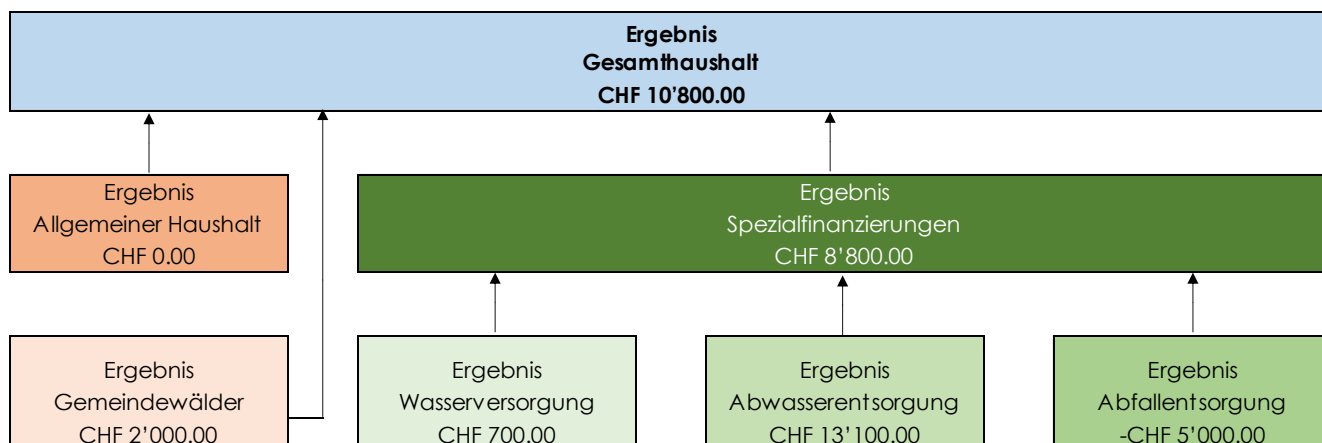 Ergebnis
Gesamthaushalt
CHF 10’800.00
Ergebnis
Allgemeiner Haushalt
CHF 0.00
Ergebnis
Spezialfinanzierungen
CHF 8’800.00
Ergebnis
Gemeindewälder
CHF 2’000.00
Ergebnis
Wasserversorgung
CHF 700.00
Ergebnis
Abwasserentsorgung
CHF 13’100.00
Ergebnis
Abfallentsorgung
-CHF 5’000.00